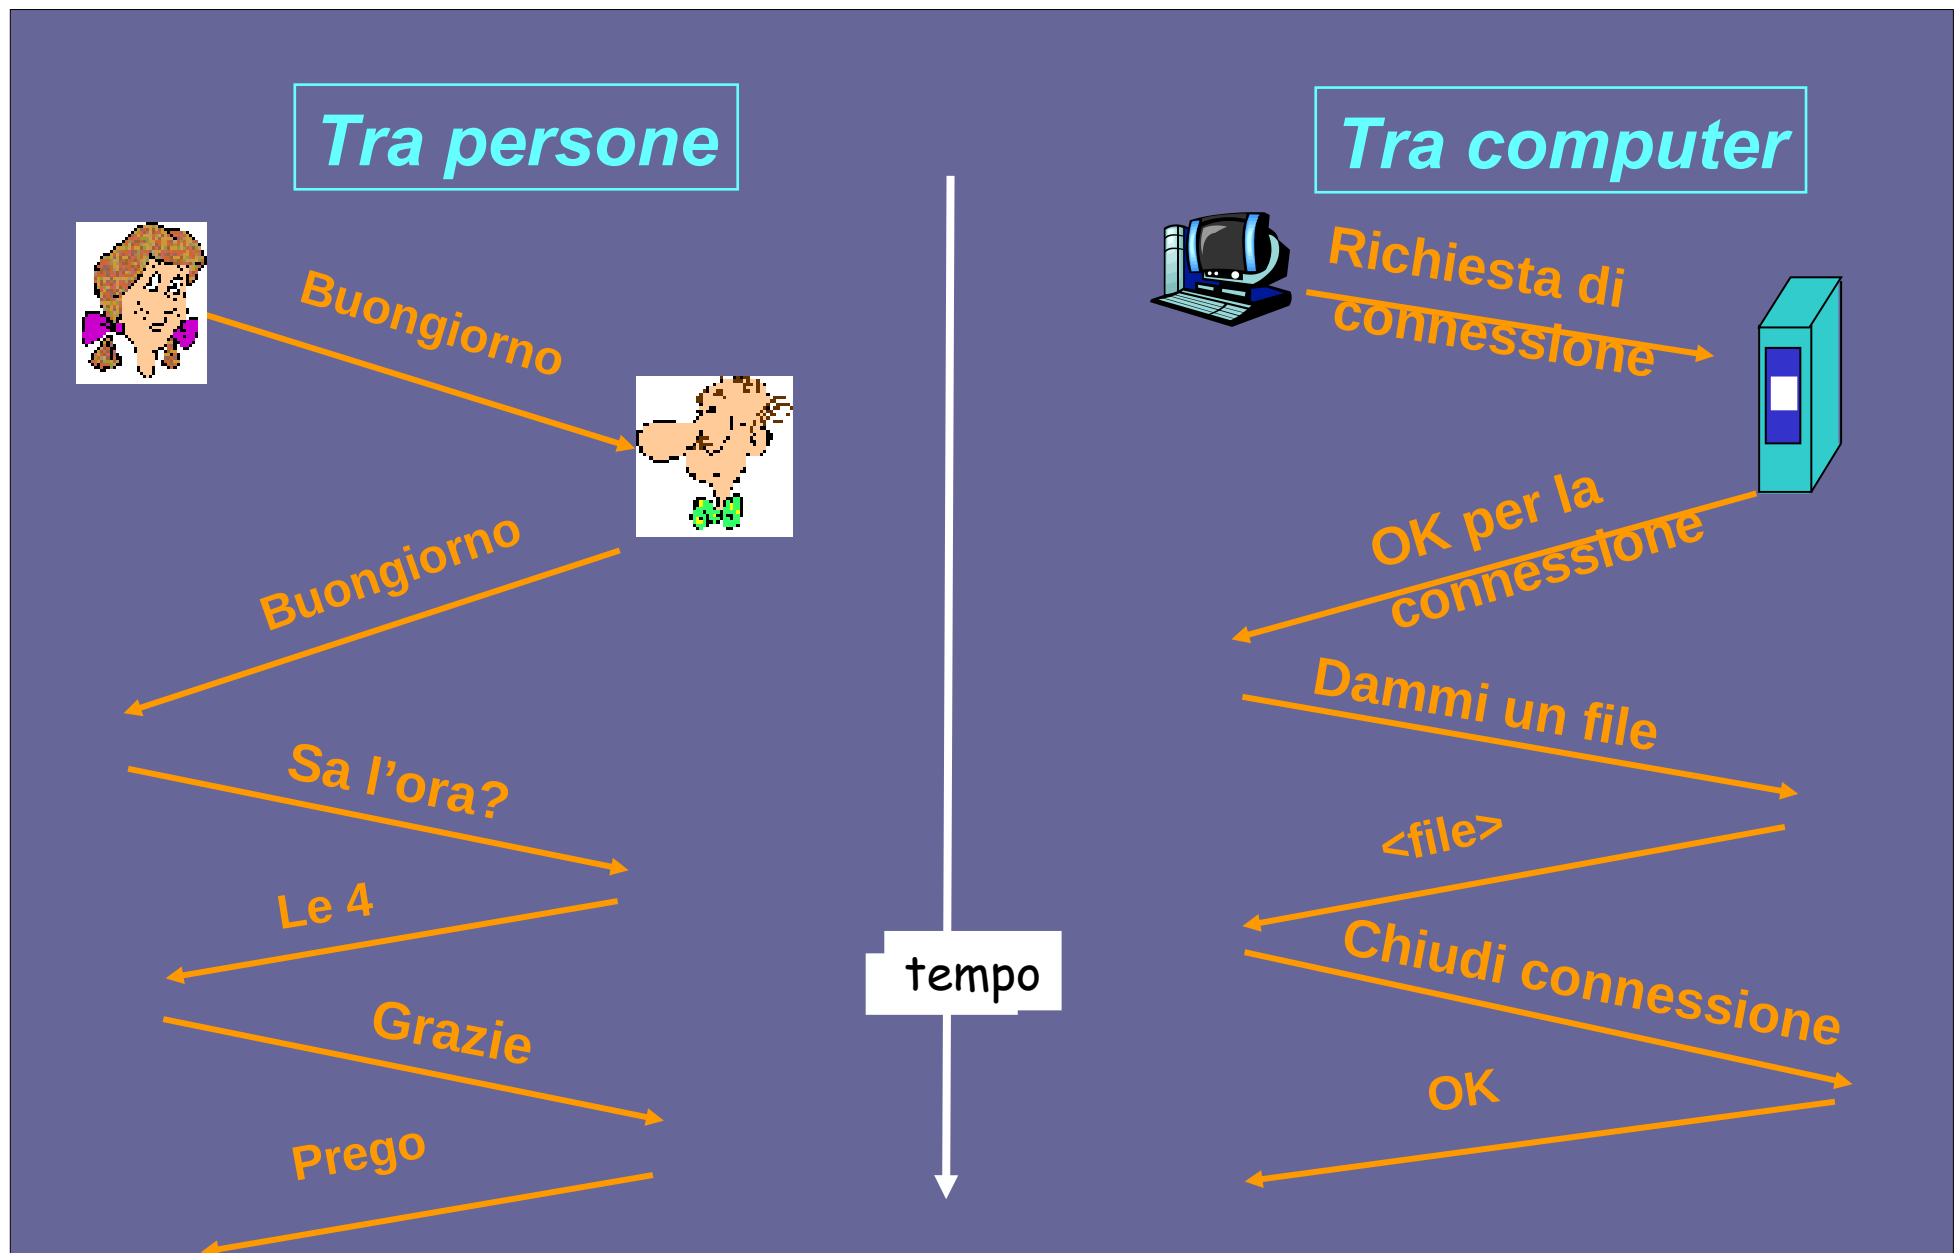 Tra persone
Buongiorno
Buongiorno
Sa l’ora?
Le 4
Grazie
Prego
tempo
Tra computer
Richiesta di
connessione
OK per la
connessione
Dammi un file
<file>
Chiudi connessione
OK